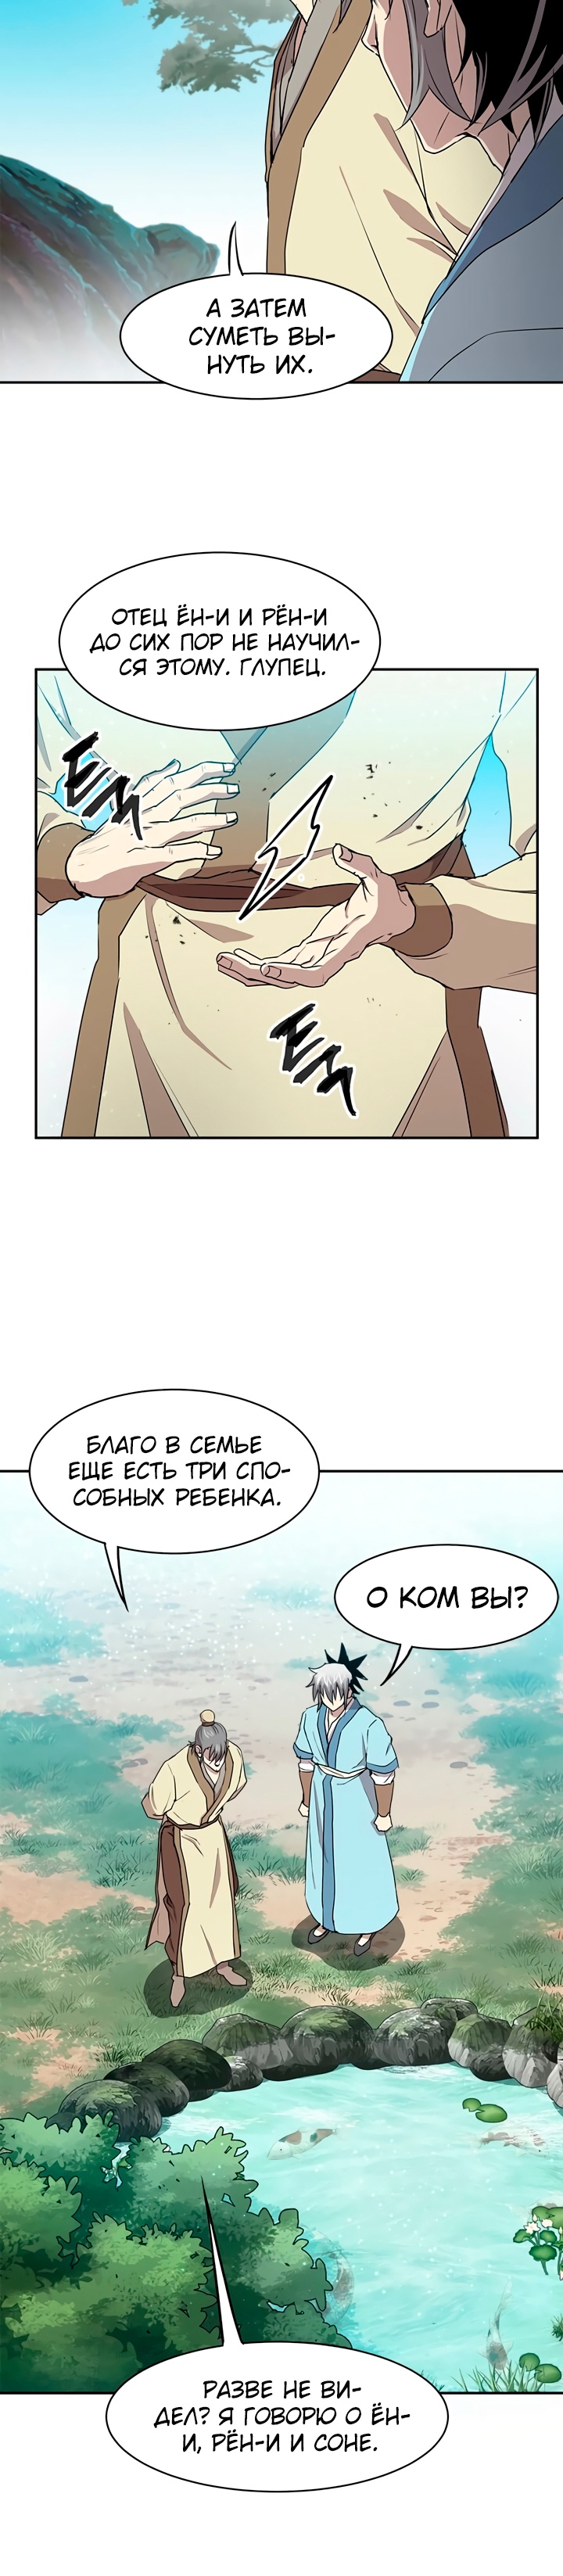 А ЗАТЕМ
СУМЕТЬ ВЫ-
НУТЬ ИХ.
ОТЕЦ ЁН-И И РЁН-И
ДО СИХ ПОР НЕ НАУЧИЛ-
СЯ ЭТОМУ. ГЛУПЕЦ.
БЛАГО В СЕМЬЕ
ЕЩЕ ЕСТЬ ТРИ СПО-
СОБНЫХ РЕБЕНКА.
О КОМ ВЫ?
РАЗВЕ НЕ ВИ-
ДЕЛ? Я ГОВОРЮ О ЁН-
И, РЁН-И И СОНЕ.